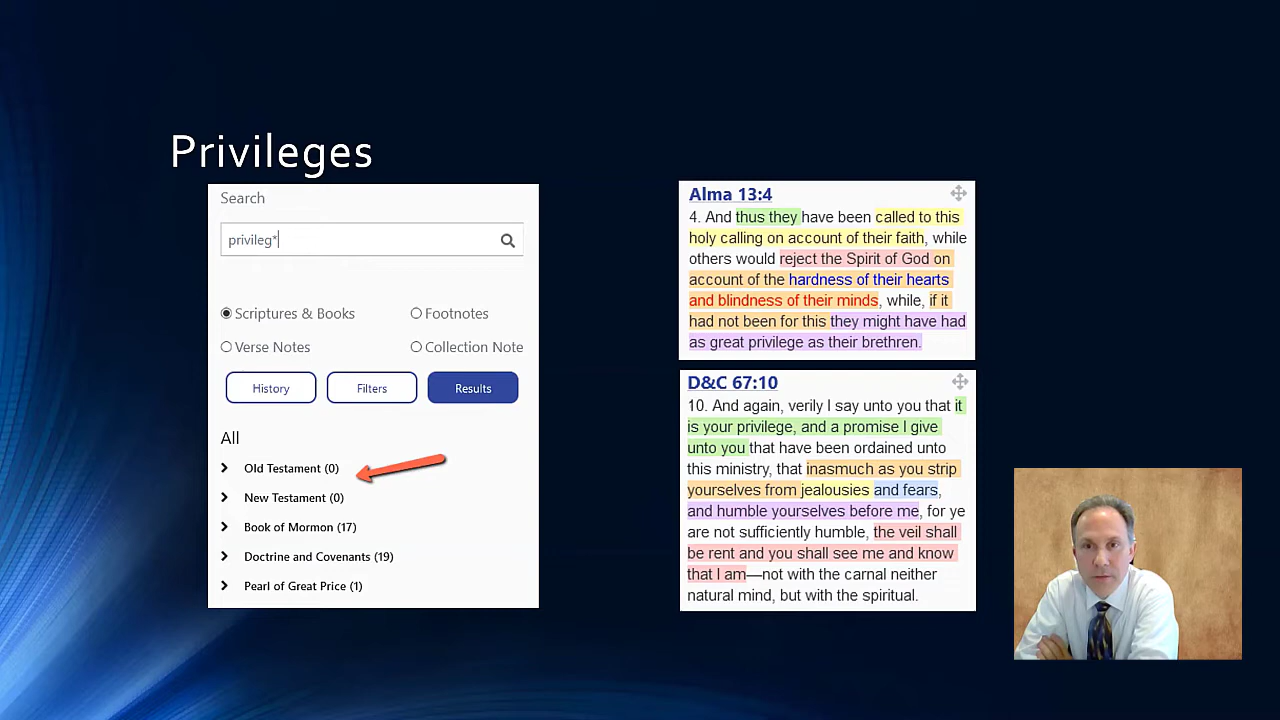 Privileges
Search
privileg*
Scriptures & Books
Footnotes
Verse Notes
Collection Note
History
Filters
Results
All
Old Testament (0)
New Testament (0)
Book of Mormon (17)
Doctrine and Covenants (19)
Pearl of Great Price (1)
Alma 13:4
4. And thus they have been called to this
holy calling on account of their faith, while
others would reject the Spirit of God on
account of the hardness of their hearts
and blindness of their minds, while, if it
had not been for this they might have had
as great privilege as their brethren.
D&C 67:10
10. And again, verily I say unto you that it
is your privilege, and a promise I give
unto you that have been ordained unto
this ministry, that inasmuch as you strip
yourselves from jealousies and fears,
and humble yourselves before me, for ye
are not sufficiently humble, the veil shall
be rent and you shall see me and know
that I am—not with the carnal neither
natural mind, but with the spiritual.